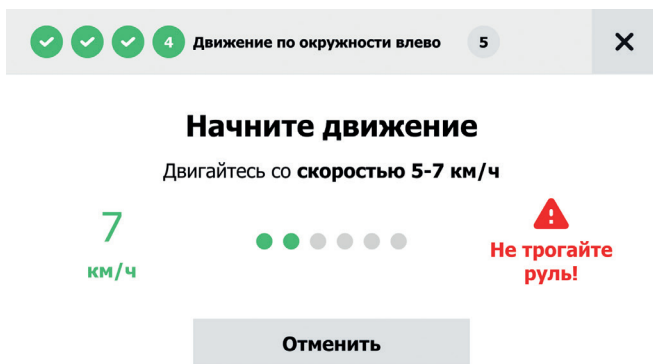 4 Движение по окружности влево 5
Начните движение
Двигайтесь со скоростью 5-7 км/ч
7
км/ч
Не трогайте
руль!
Отменить